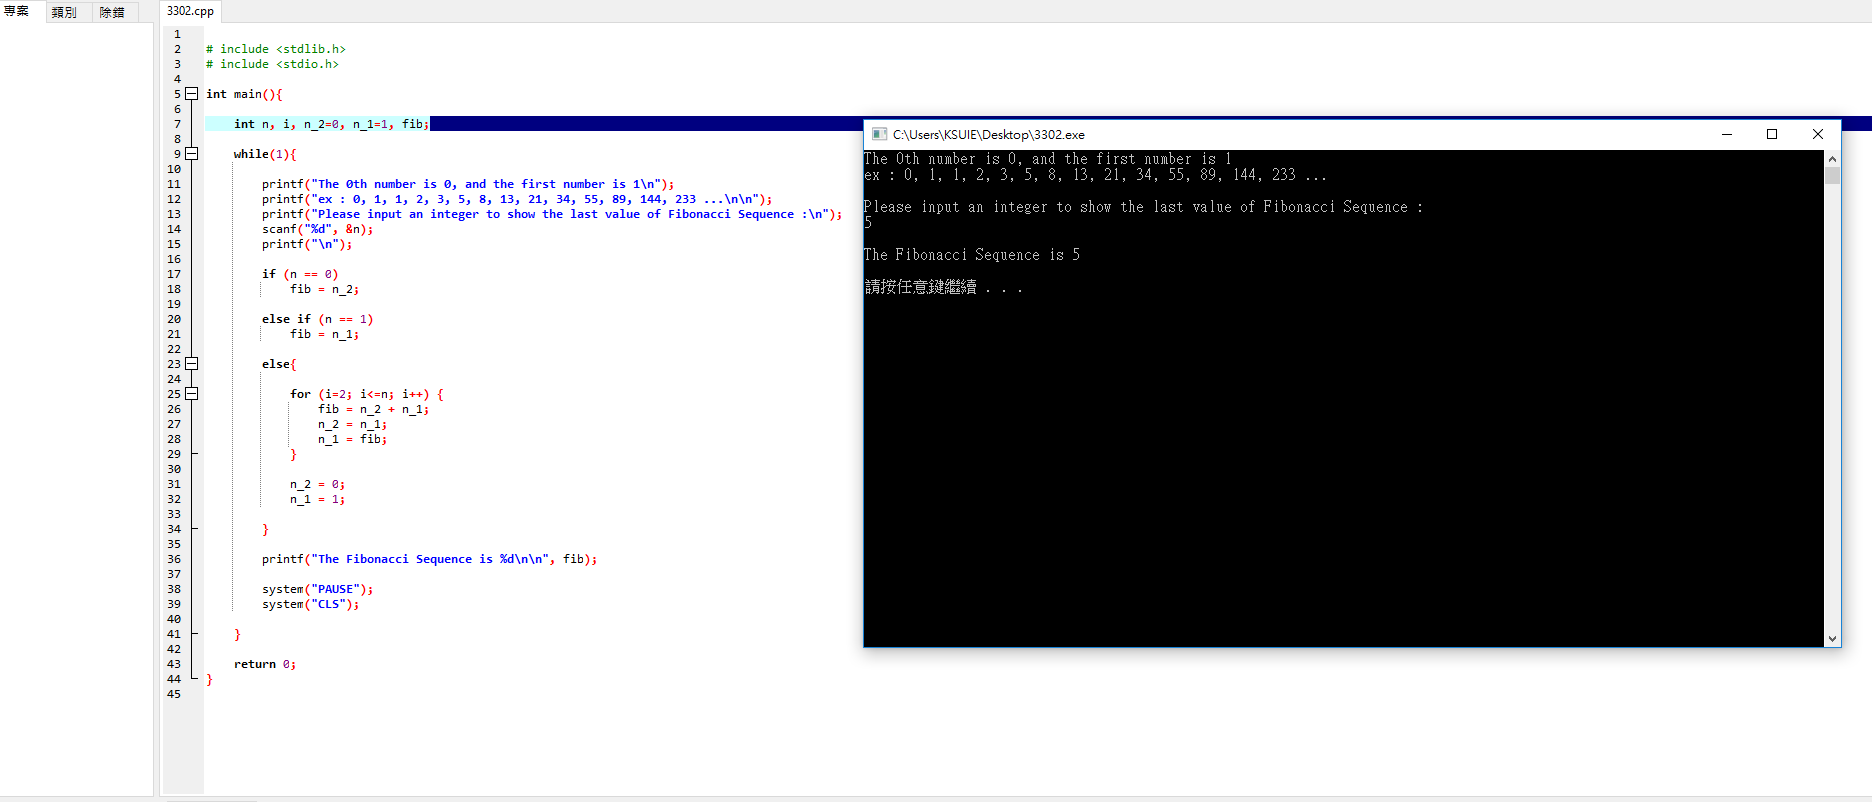 專案 類別 除錯 3302.cpp
1
2 # include <stdlib.h>
3 # include <stdio.h>
4
5 int main(){
6
7 int n, i, n_2=0, n_1=1, fib;
8
9 while(1){
10
11 printf("The 0th number is 0, and the first number is 1\n");
12 printf("ex : 0, 1, 1, 2, 3, 5, 8, 13, 21, 34, 55, 89, 144, 233 ...\n\n");
13 printf("Please input an integer to show the last value of Fibonacci Sequence :\n");
14 scanf("%d", &n);
15 printf("\n");
16
17 if (n == 0)
18 fib = n_2;
19
20 else if (n == 1)
21 fib = n_1;
22
23 else{
24
25 for (i=2; i<=n; i++) {
26 fib = n_2 + n_1;
27 n_2 = n_1;
28 n_1 = fib;
29 }
30
31 n_2 = 0;
32 n_1 = 1;
33
34 }
35
36 printf("The Fibonacci Sequence is %d\n\n", fib);
37
38 system("PAUSE");
39 system("CLS");
40
41 }
42
43 return 0;
44 }
45
C:\Users\KSUIE\Desktop\3302.exe
The 0th number is 0, and the first number is 1
ex : 0, 1, 1, 2, 3, 5, 8, 13, 21, 34, 55, 89, 144, 233 ...
Please input an integer to show the last value of Fibonacci Sequence :
5
The Fibonacci Sequence is 5
請按任意鍵繼續 . . .